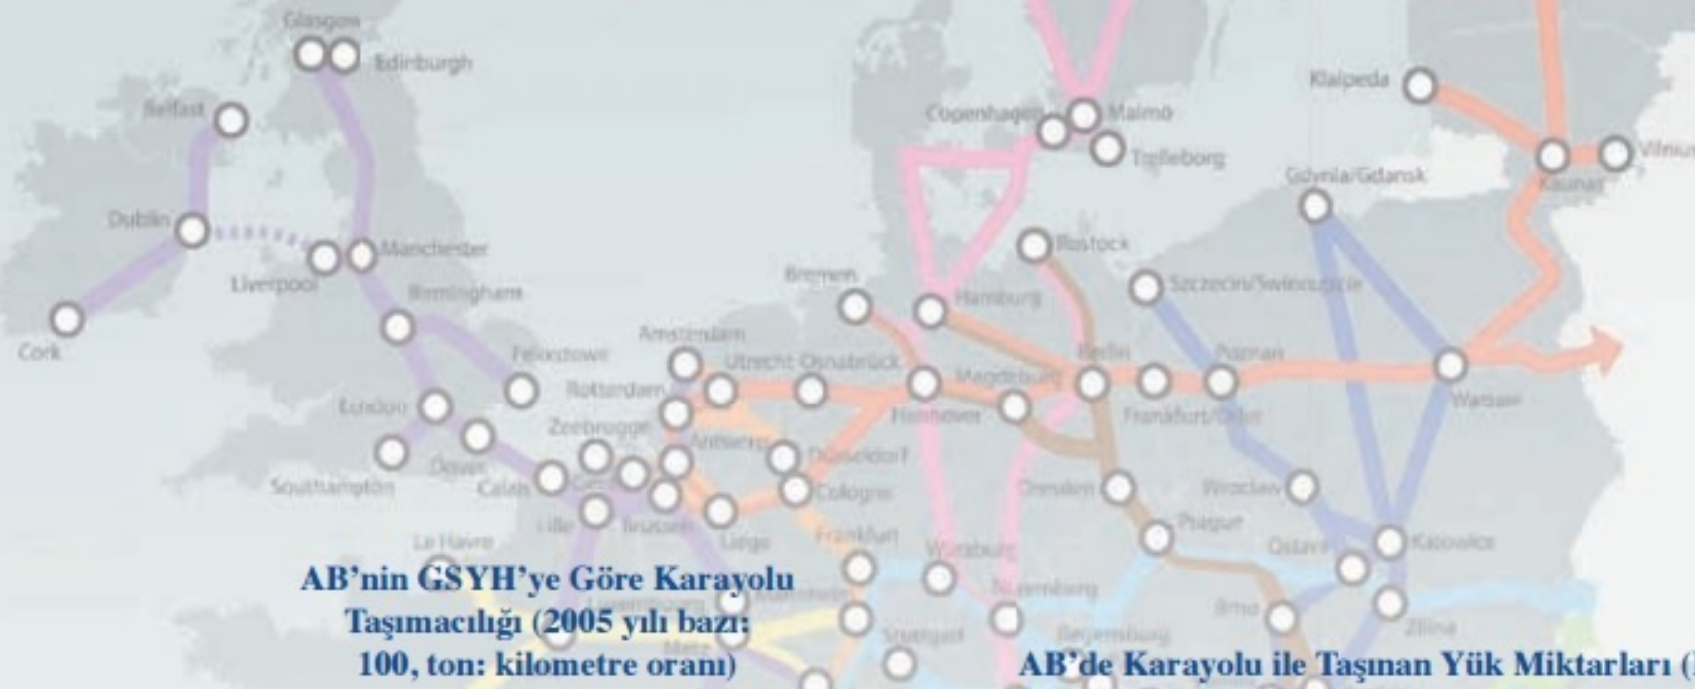 Glasgow
Edinburgh
Belfast
Klaipeda
Copenhagen
Malmö
Trelleborg
Vilnius
Kaunas
Gdynia/Gdansk
Dublin
Manchester
Rostock
Liverpool
Bremen
Birmingham
Hamburg
Szczecin/Swinoujscie
Cork
Amsterdam
Felixstowe
Utrecht
Osnabrück
Berlin
Poznan
Rotterdam
Magdeburg
London
Hannover
Frankfurt/Oder
Warsaw
Zeebrugge
Antwerp
Düsseldorf
Dover
Southampton
Calais
Cologne
Dresden
Wroclaw
Lille
Brussels
Liege
Frankfurt
Prague
Le Havre
Würzburg
Ostava
Katowice
Nuremberg
Mannheim
Brno
Zilina
Stuttgart
Regensburg
Metz
AB’nin GSYH’ye Göre Karayolu
Taşımacılığı (2005 yılı bazı:
100, ton: kilometre oranı)
AB’de Karayolu ile Taşınan Yük Miktarları (